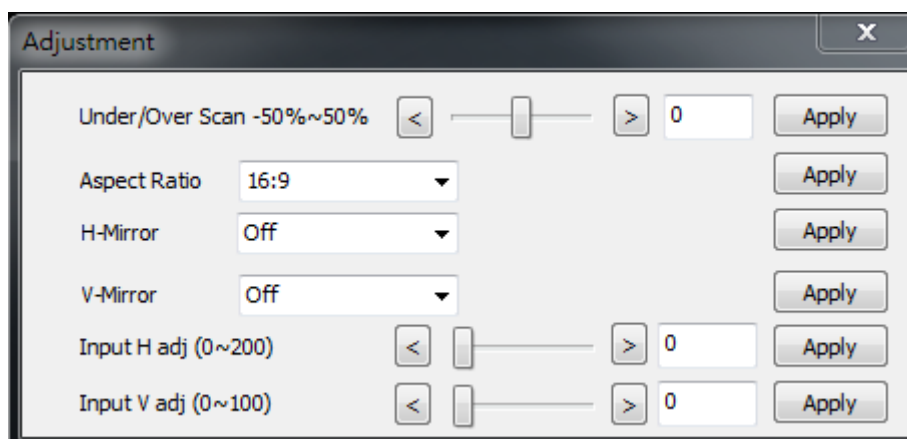 Adjustment x
Under/Over Scan -50%~50% < > 0 Apply
Aspect Ratio 16:9 Apply
H-Mirror Off Apply
V-Mirror Off Apply
Input H adj (0~200) < > 0 Apply
Input V adj (0~100) < > 0 Apply